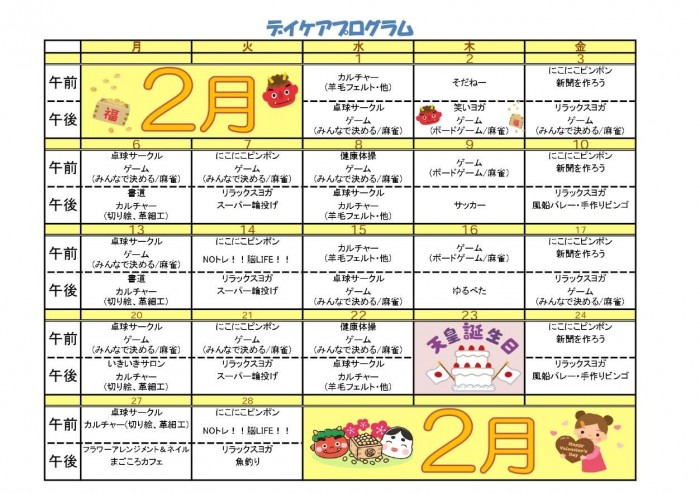 デイケアプログラム
月 火 水 木 金
1 2 3
午前
2月
カルチャー
(羊毛フェルト・他)
そだねー
にこにこピンポン
新聞を作ろう
午後
福
卓球サークル
ゲーム
(みんなで決める/麻雀)
笑いヨガ
ゲーム
(ボードゲーム/麻雀)
リラックスヨガ
カルチャー
(羊毛フェルト・他)
6 7 8 9 10
午前
卓球サークル
ゲーム
(みんなで決める/麻雀)
にこにこピンポン
ゲーム
(みんなで決める/麻雀)
健康体操
ゲーム
(みんなで決める/麻雀)
ゲーム
(ボードゲーム/麻雀)
にこにこピンポン
新聞を作ろう
午後
書道
カルチャー
(切り絵、革細工)
リラックスヨガ
スーパー輪投げ
卓球サークル
カルチャー
(羊毛フェルト・他)
サッカー
リラックスヨガ
風船バレー・手作りビンゴ
13 14 15 16 17
午前
卓球サークル
ゲーム
(みんなで決める/麻雀)
にこにこピンポン
NOトレ！！脳LIFE！！
カルチャー
(羊毛フェルト・他)
ゲーム
(ボードゲーム/麻雀)
にこにこピンポン
新聞を作ろう
午後
書道
カルチャー
(切り絵、革細工)
リラックスヨガ
スーパー輪投げ
卓球サークル
ゲーム
(みんなで決める/麻雀)
ゆるべた
リラックスヨガ
ゲーム
(みんなで決める/麻雀)
20 21 22 23 24
午前
卓球サークル
ゲーム
(みんなで決める/麻雀)
にこにこピンポン
ゲーム
(みんなで決める/麻雀)
健康体操
ゲーム
(みんなで決める/麻雀)
天皇誕生日
にこにこピンポン
新聞を作ろう
午後
いきいきサロン
カルチャー
(切り絵、革細工)
リラックスヨガ
スーパー輪投げ
卓球サークル
カルチャー
(羊毛フェルト・他)
リラックスヨガ
風船バレー・手作りビンゴ
27 28
午前
卓球サークル
カルチャー(切り絵、革細工)
にこにこピンポン
NOトレ！！脳LIFE！！
2月
Happy
Valentine's
Day
午後
フラワーアレンジメント＆ネイル
まごころカフェ
リラックスヨガ
魚釣り